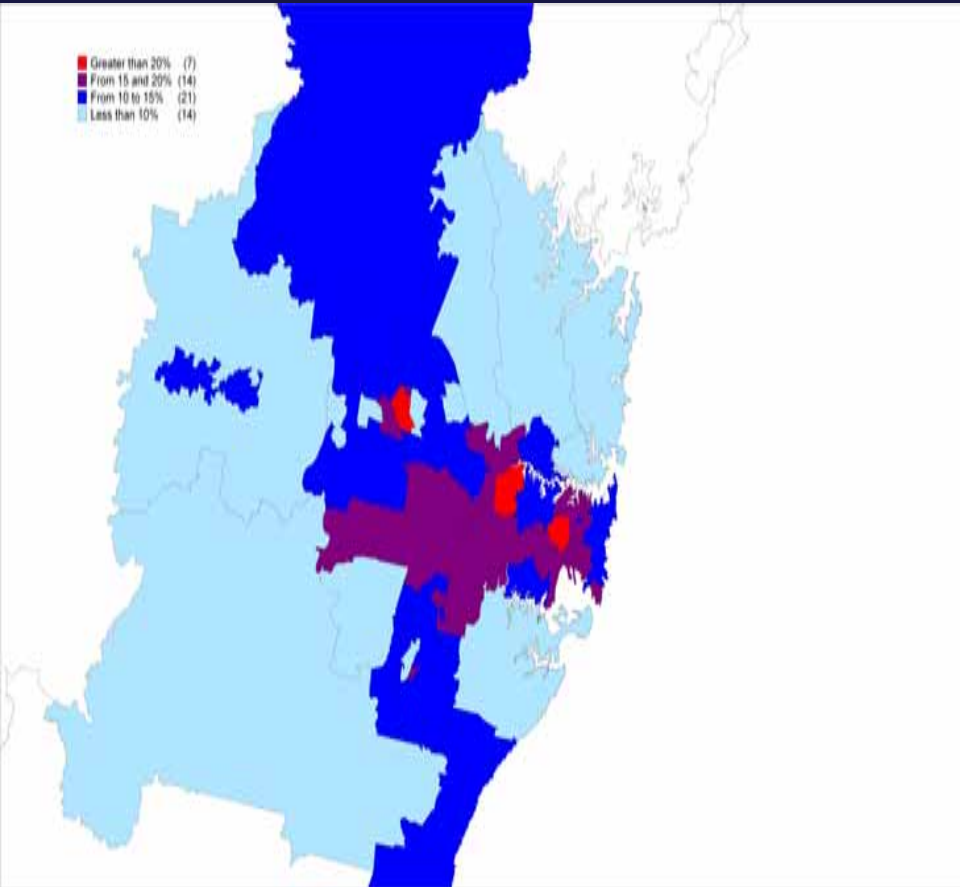 Greater than 20% (7)
From 15 and 20% (14)
From 10 to 15% (21)
Less than 10% (14)